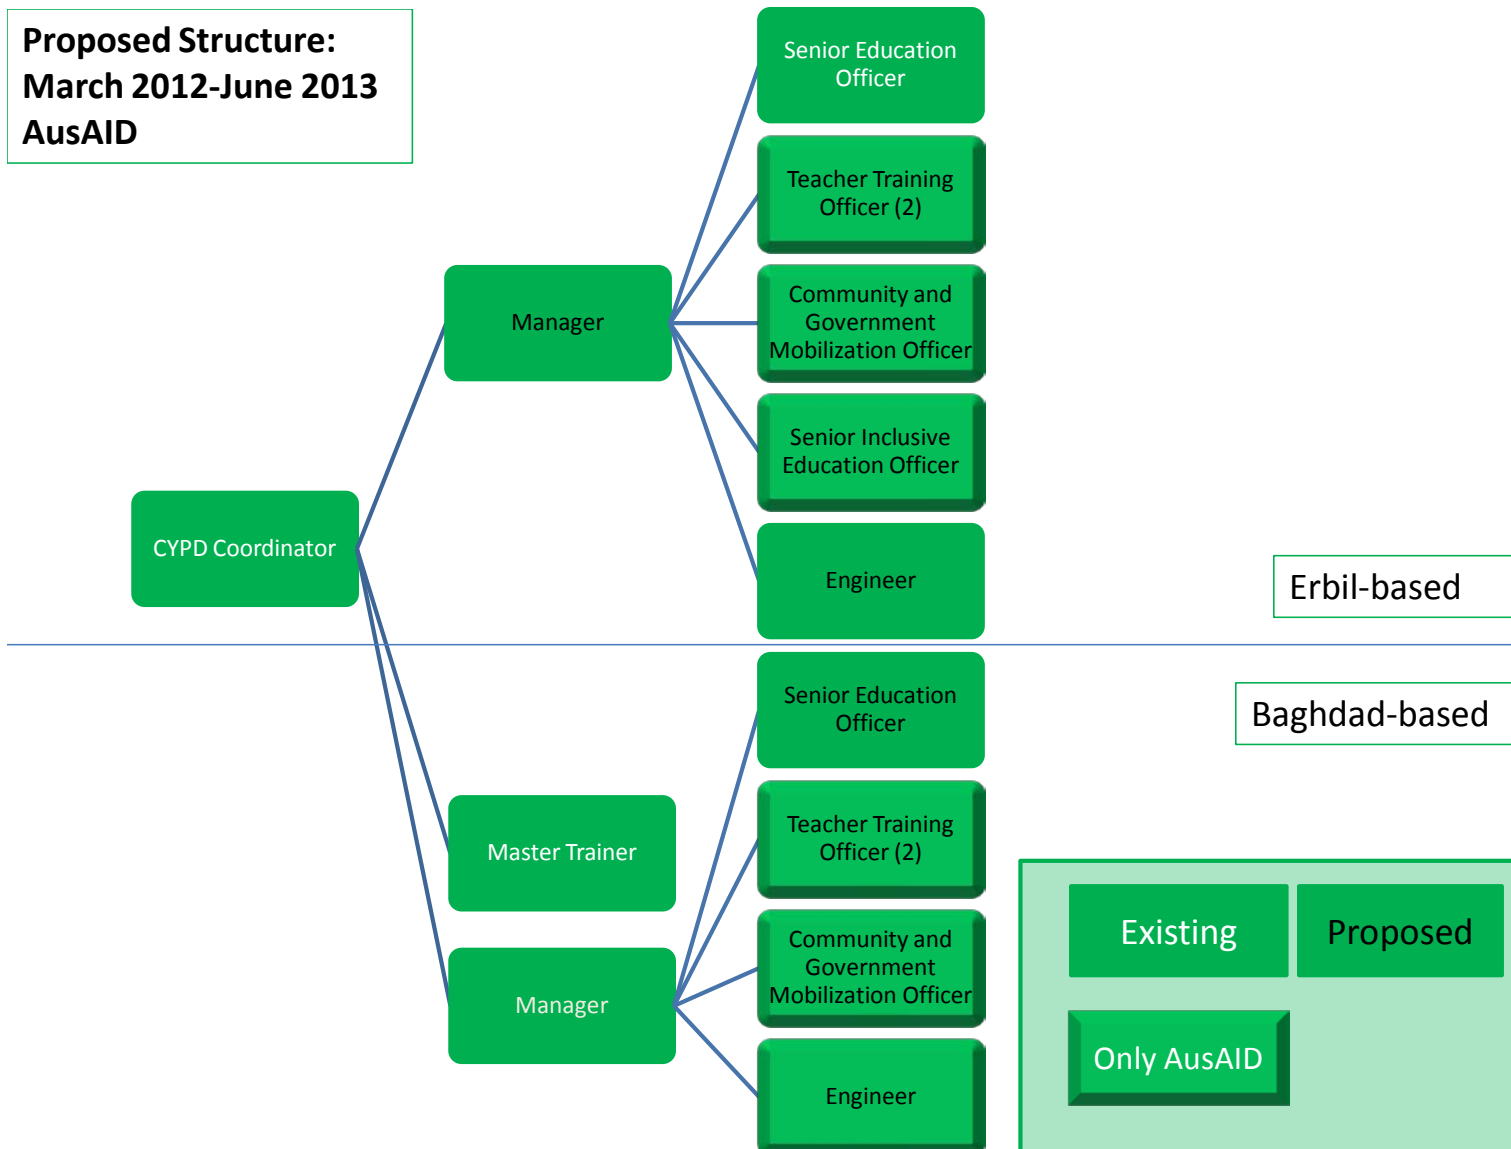 Proposed Structure:
March 2012-June 2013
AusAID
Senior Education
Officer
Teacher Training
Officer (2)
Community and
Government
Mobilization Officer
Manager
Senior Inclusive
Education Officer
CYPD Coordinator
Engineer
Erbil-based
Senior Education
Officer
Baghdad-based
Teacher Training
Officer (2)
Master Trainer
Community and
Government
Mobilization Officer
Manager
Engineer
Existing
Proposed
Only AusAID